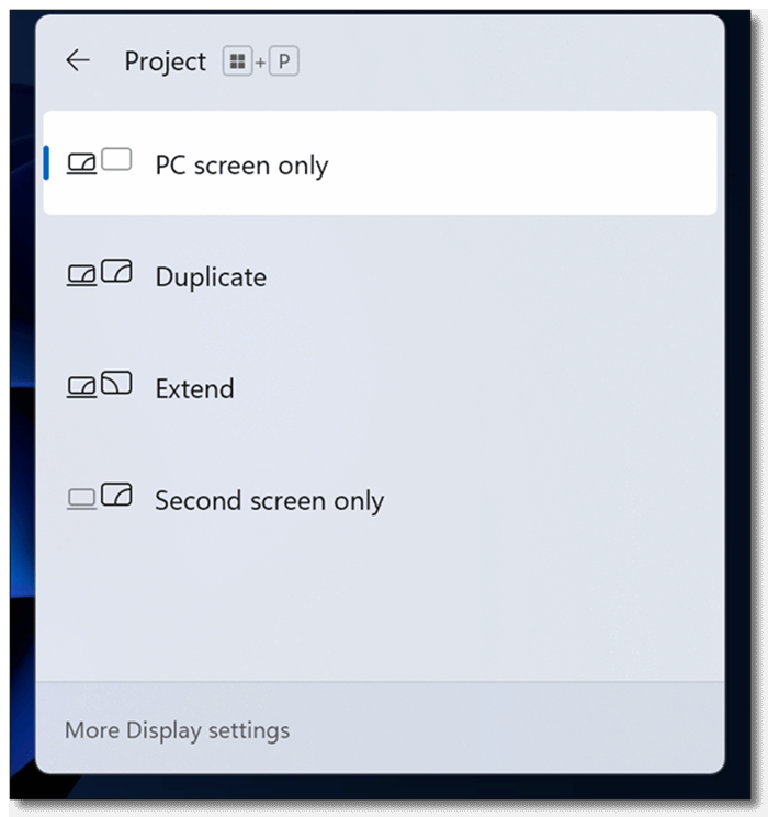 Project + P
PC screen only
Duplicate
Extend
Second screen only
More Display settings